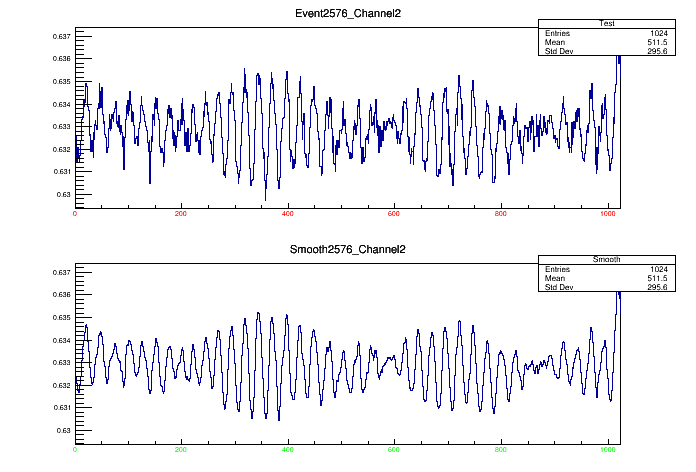 Event2576_Channel2
Test
Entries 1024
Mean 511.5
Std Dev 295.6
0.637
0.636
0.635
0.634
0.633
0.632
0.631
0.63
0 200 400 600 800 1000
Smooth2576_Channel2
Smooth
Entries 1024
Mean 511.5
Std Dev 295.6
0.637
0.636
0.635
0.634
0.633
0.632
0.631
0.63
0 200 400 600 800 1000